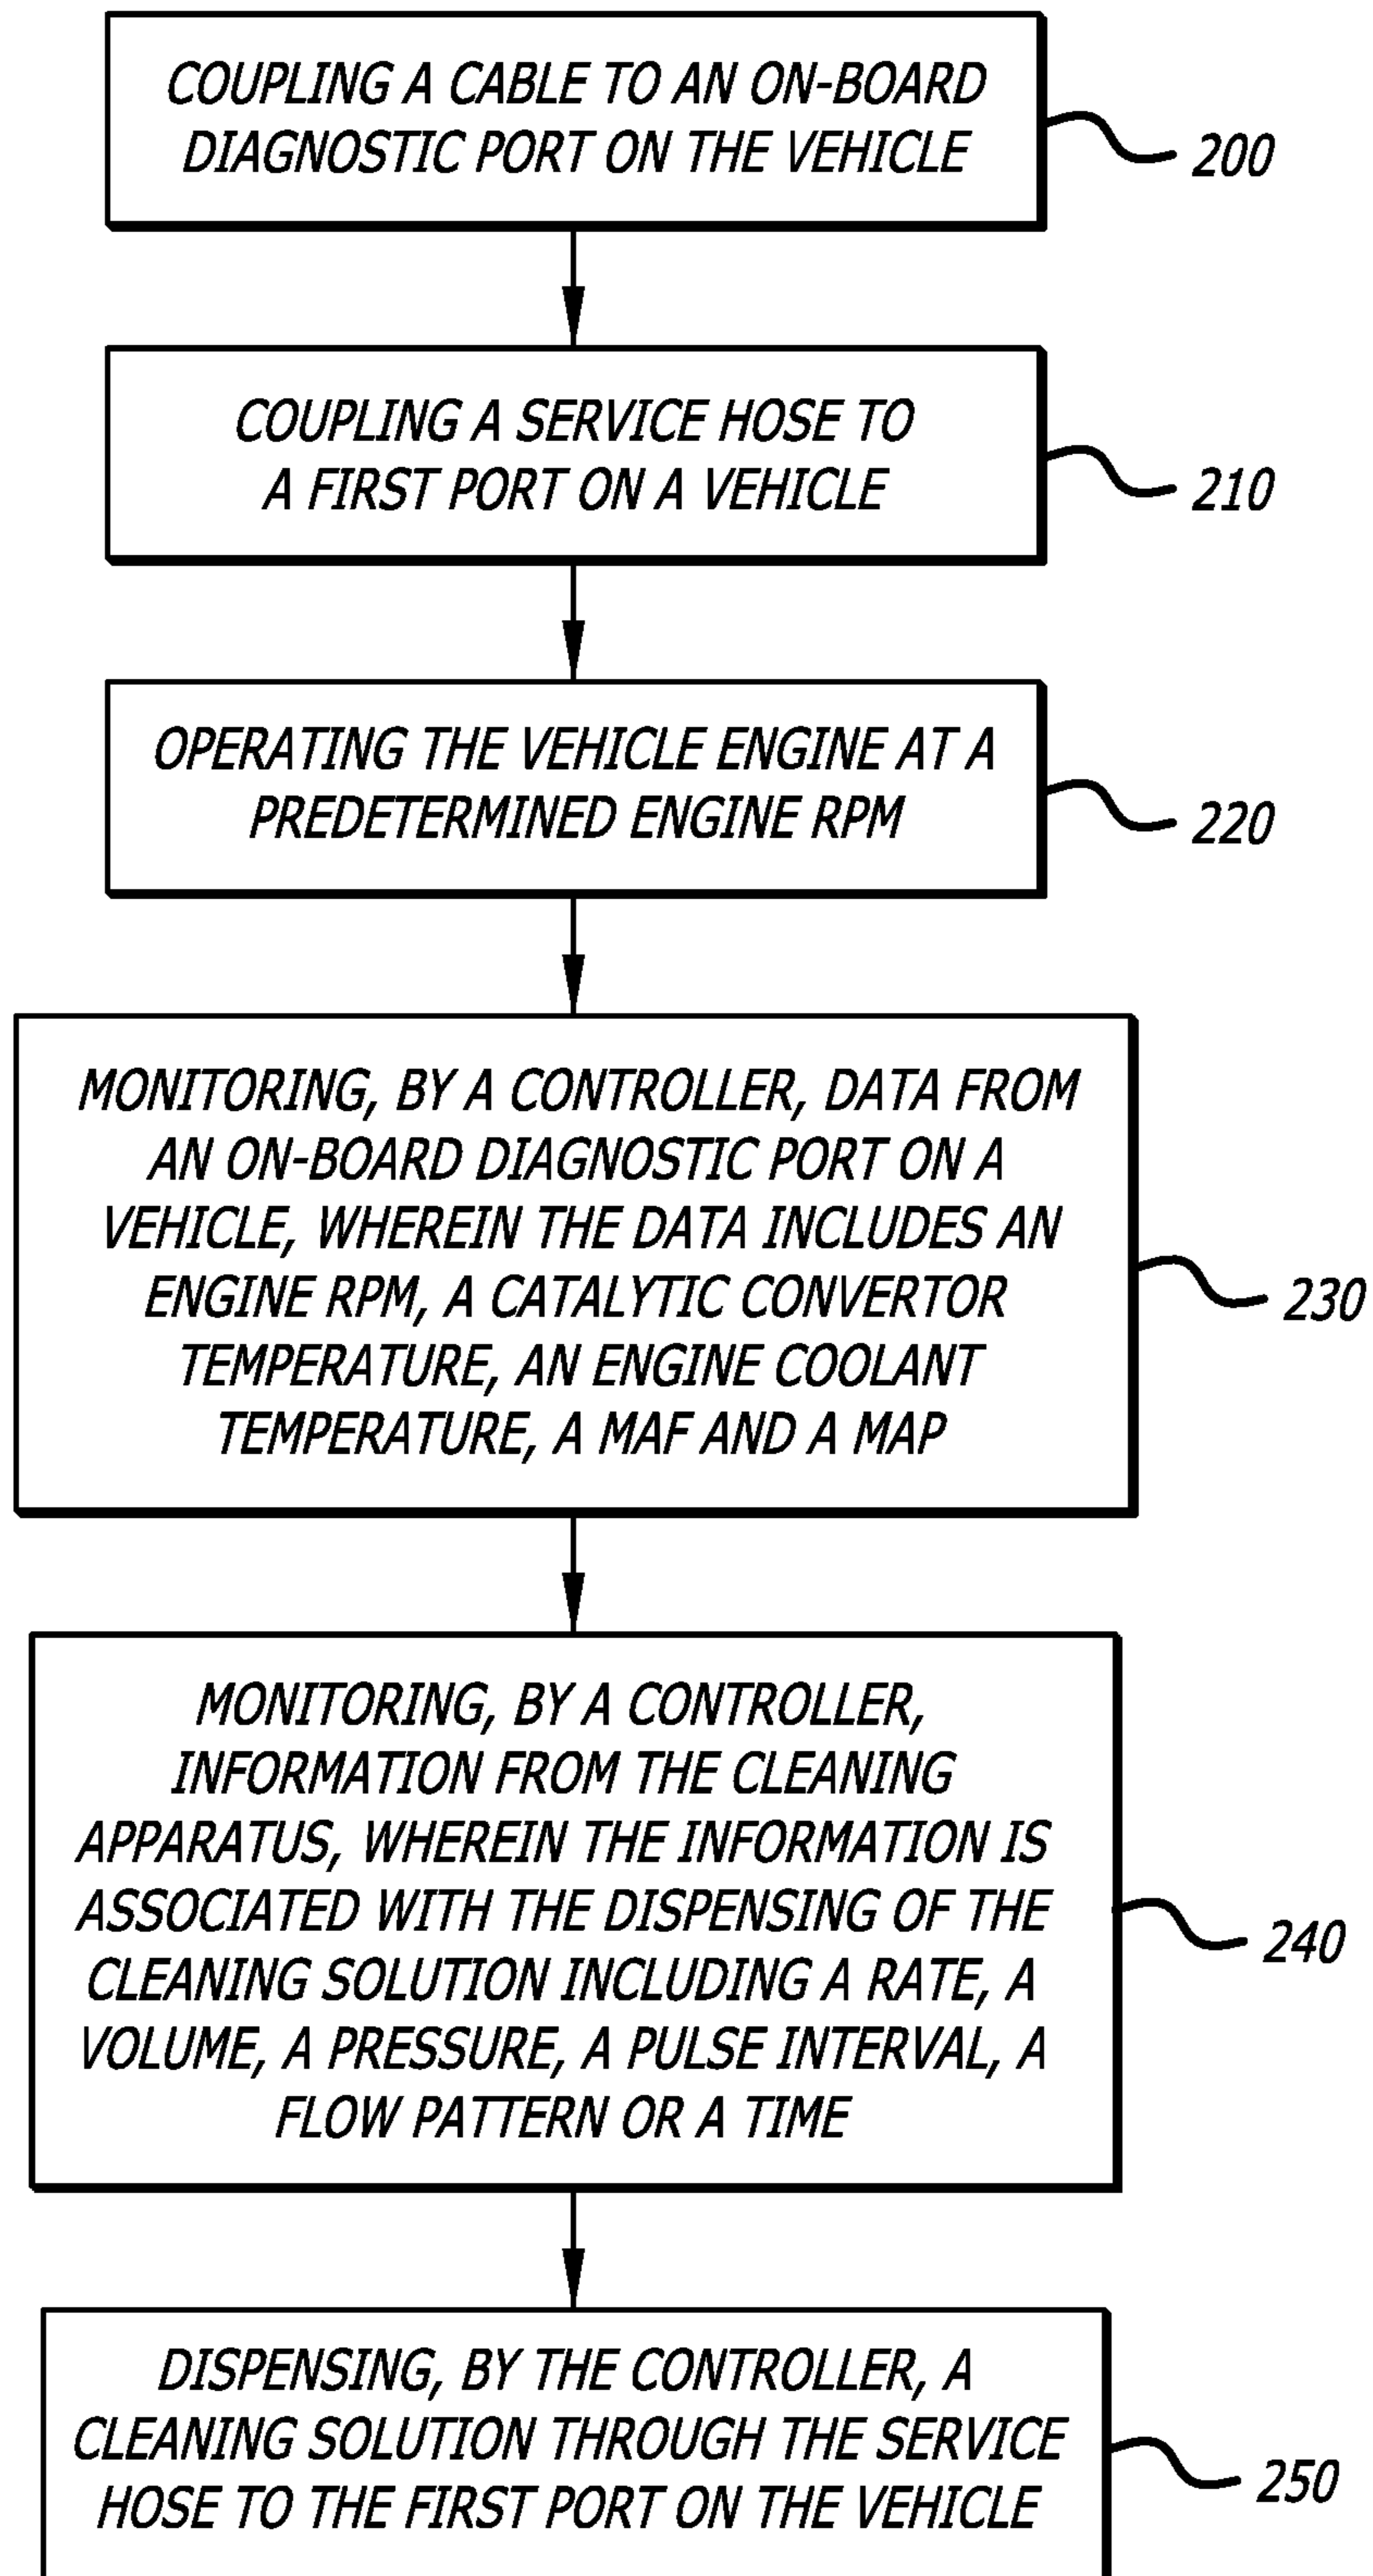 COUPLING A CABLE TO AN ON-BOARD
DIAGNOSTIC PORT ON THE VEHICLE
200
COUPLING A SERVICE HOSE TO
A FIRST PORT ON A VEHICLE
210
OPERATING THE VEHICLE ENGINE AT A
PREDETERMINED ENGINE RPM
220
MONITORING, BY A CONTROLLER, DATA FROM
AN ON-BOARD DIAGNOSTIC PORT ON A
VEHICLE, WHEREIN THE DATA INCLUDES AN
ENGINE RPM, A CATALYTIC CONVERTOR
TEMPERATURE, AN ENGINE COOLANT
TEMPERATURE, A MAF AND A MAP
230
MONITORING, BY A CONTROLLER,
INFORMATION FROM THE CLEANING
APPARATUS, WHEREIN THE INFORMATION IS
ASSOCIATED WITH THE DISPENSING OF THE
CLEANING SOLUTION INCLUDING A RATE, A
VOLUME, A PRESSURE, A PULSE INTERVAL, A
FLOW PATTERN OR A TIME
240
DISPENSING, BY THE CONTROLLER, A
CLEANING SOLUTION THROUGH THE SERVICE
HOSE TO THE FIRST PORT ON THE VEHICLE
250